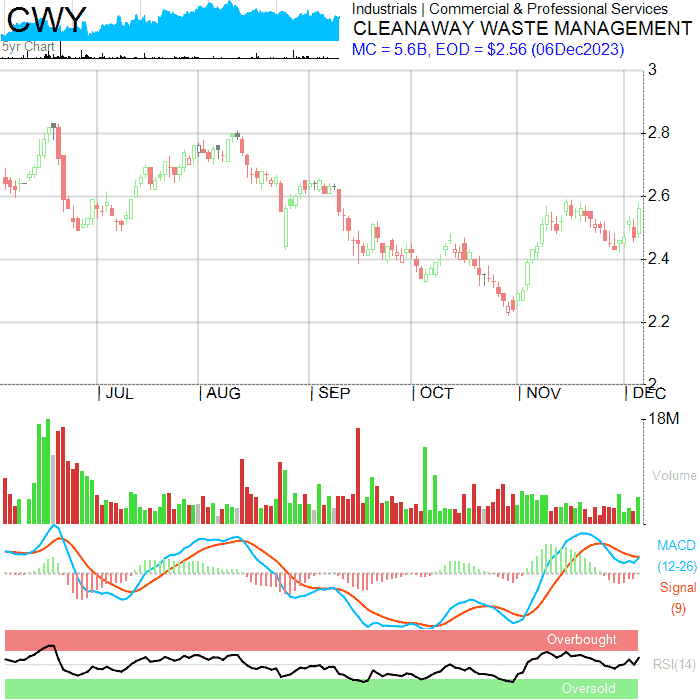 CWY
5yr Chart
Industrials | Commercial & Professional Services
CLEANAWAY WASTE MANAGEMENT
MC = 5.6B, EOD = $2.56 (06Dec2023)
3
2.8
2.6
2.4
2.2
2
| JUL | AUG | SEP | OCT | NOV | DEC
18M
Volume
MACD
(12-26)
Signal
(9)
Overbought
RSI(14)
Oversold